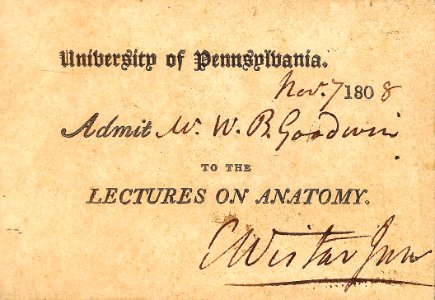 University of Pennsylvania.
Nov. 7 1808
Admit Mr. W. B. Goodwin
TO THE
LECTURES ON ANATOMY.
C Wistar Junr